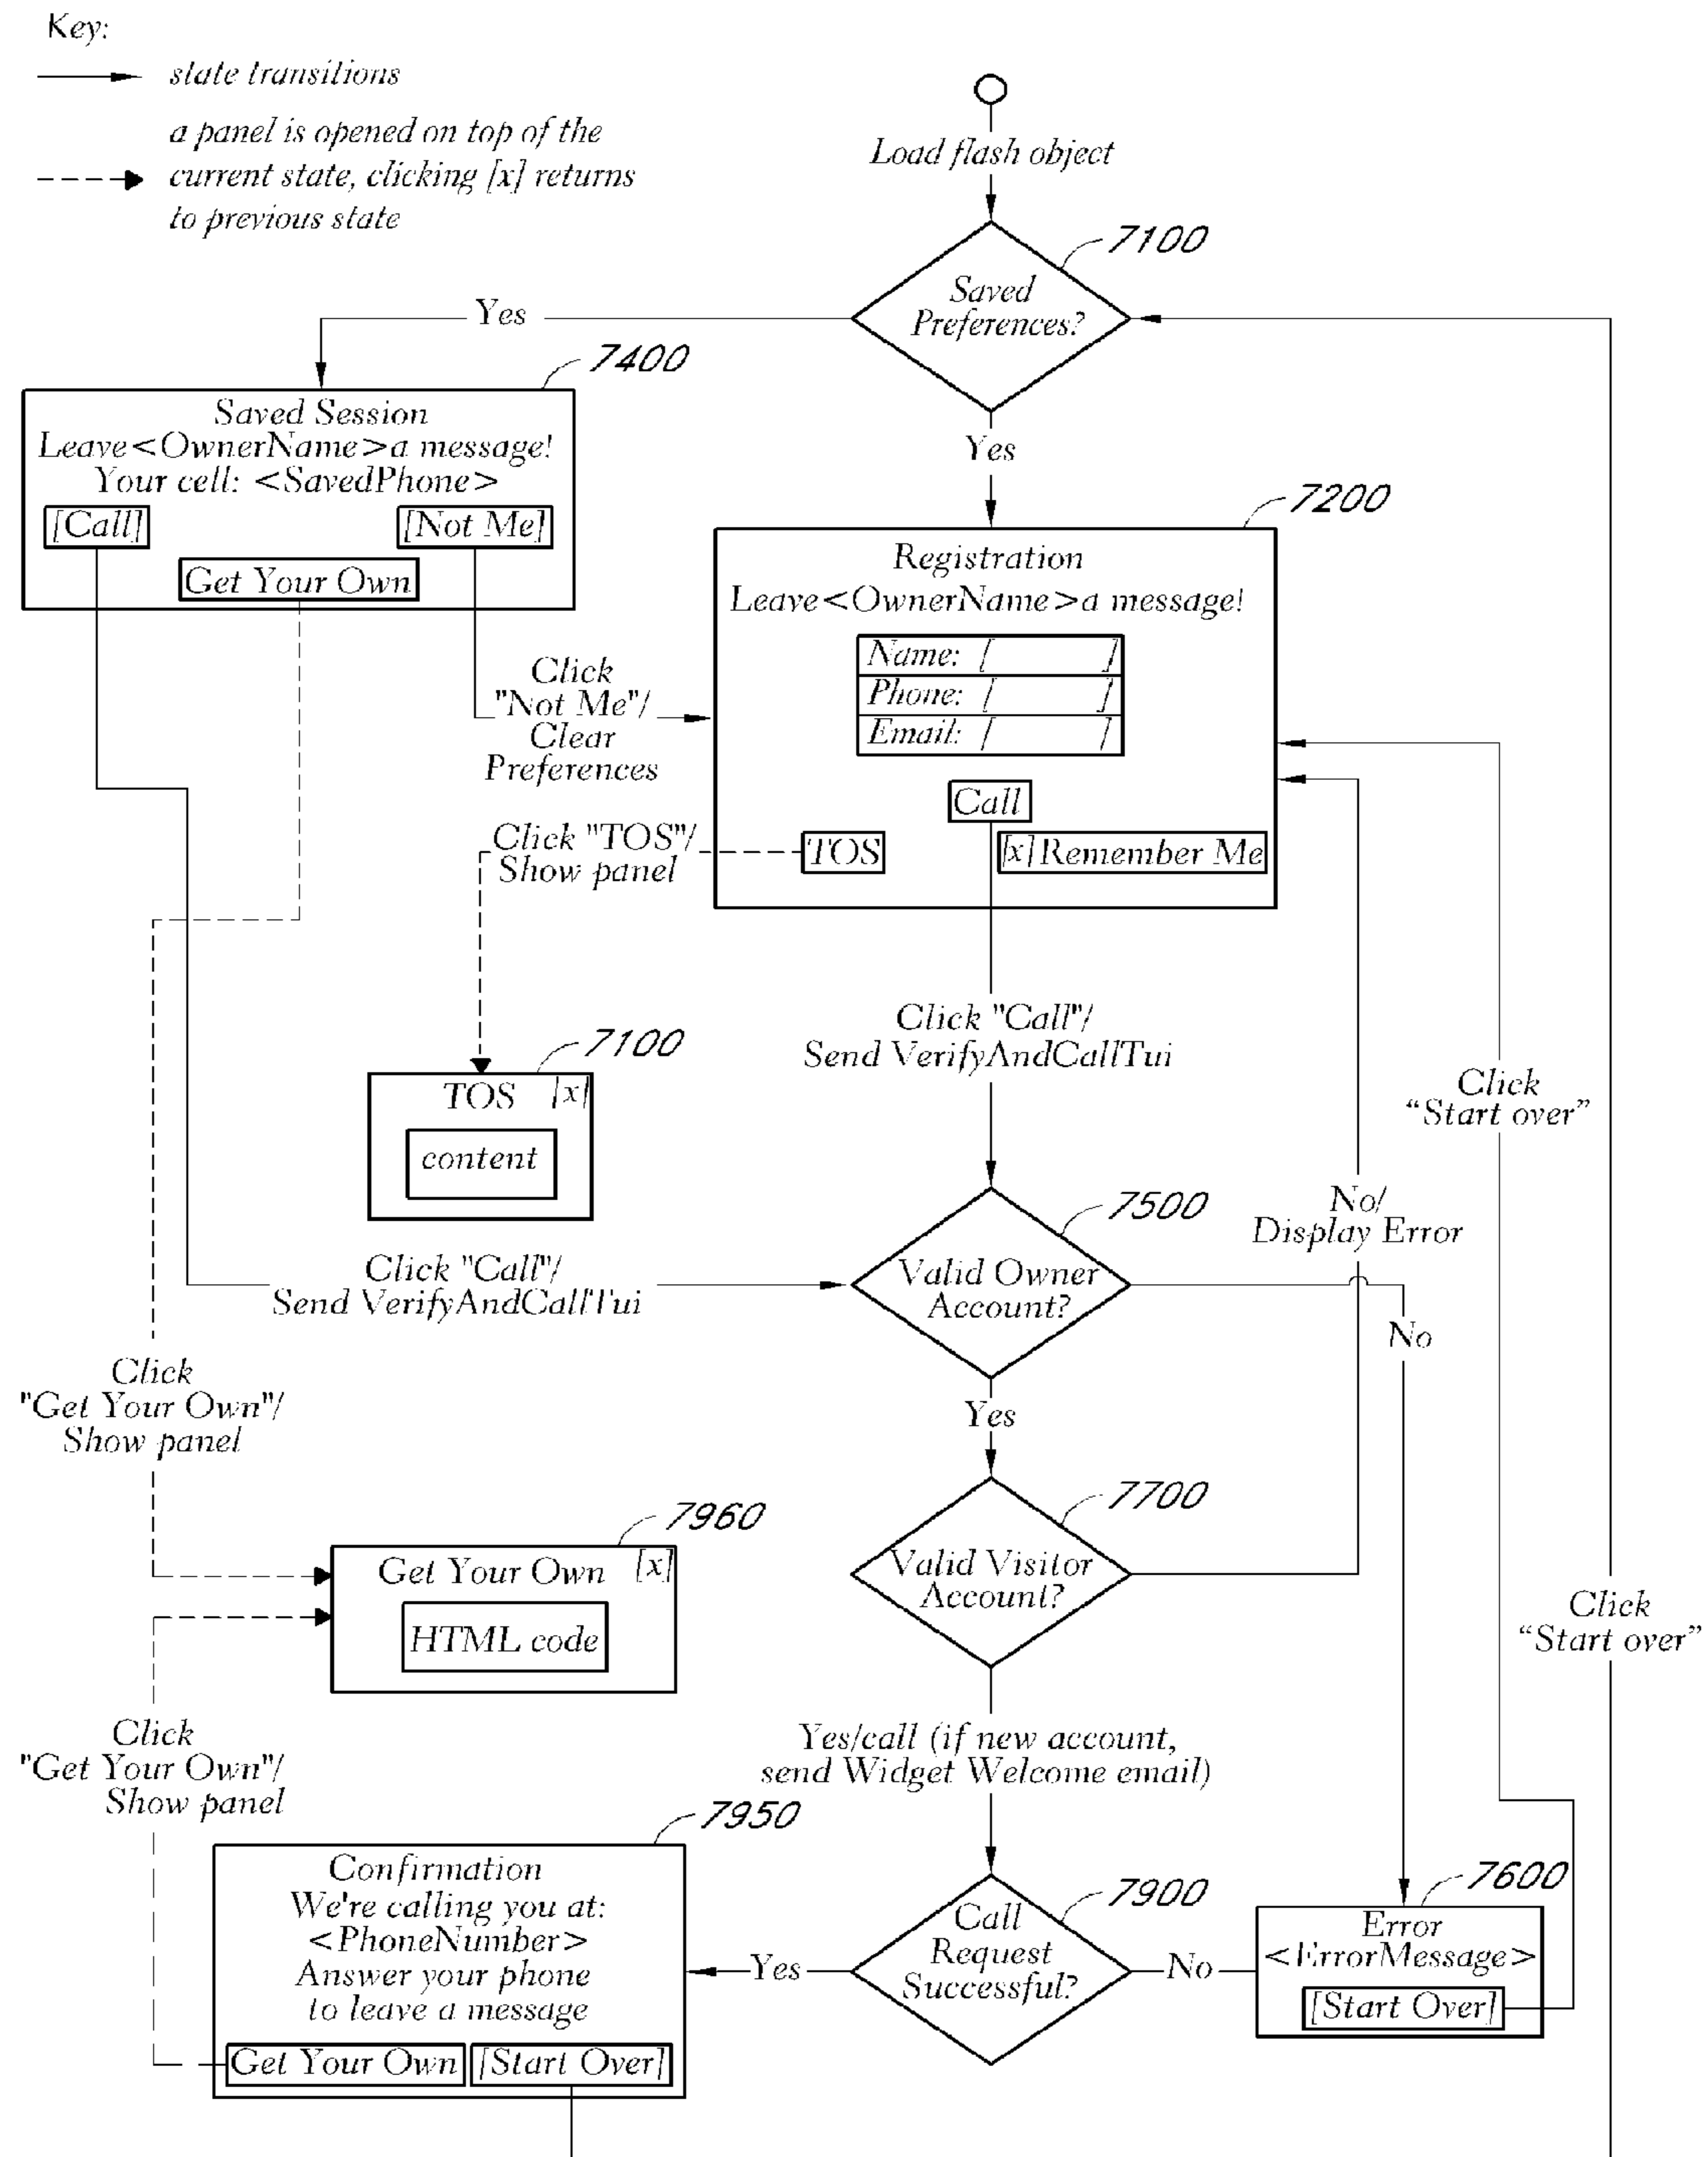 Key:
state transitions
a panel is opened on top of the
current state, clicking [x] returns
to previous state
Load flash object
7100
Saved
Preferences?
Yes
7400
Saved Session
Leave<OwnerName>a message!
Your cell: <SavedPhone>
[Call]
[Not Me]
Get Your Own
Yes
7200
Registration
Leave<OwnerName>a message!
Name: [ ]
Phone: [ ]
Email: [ ]
Call
TOS
[x] Remember Me
Click
"Not Me"/
Clear
Preferences
Click "TOS"/
Show panel
7100
TOS [x]
content
Click "Call"/
Send VerifyAndCallTui
Click
“Start over”
7500
Valid Owner
Account?
No/
Display Error
Click "Call"/
Send VerifyAndCallTui
No
Yes
Click
"Get Your Own"/
Show panel
7700
Valid Visitor
Account?
7960
Get Your Own [x]
HTML code
Click
“Start over”
Click
"Get Your Own"/
Show panel
Yes/call (if new account,
send Widget Welcome email)
7950
Confirmation
We're calling you at:
<PhoneNumber>
Answer your phone
to leave a message
Get Your Own
[Start Over]
7900
Call
Request
Successful?
Yes
No
7600
Error
<ErrorMessage>
[Start Over]